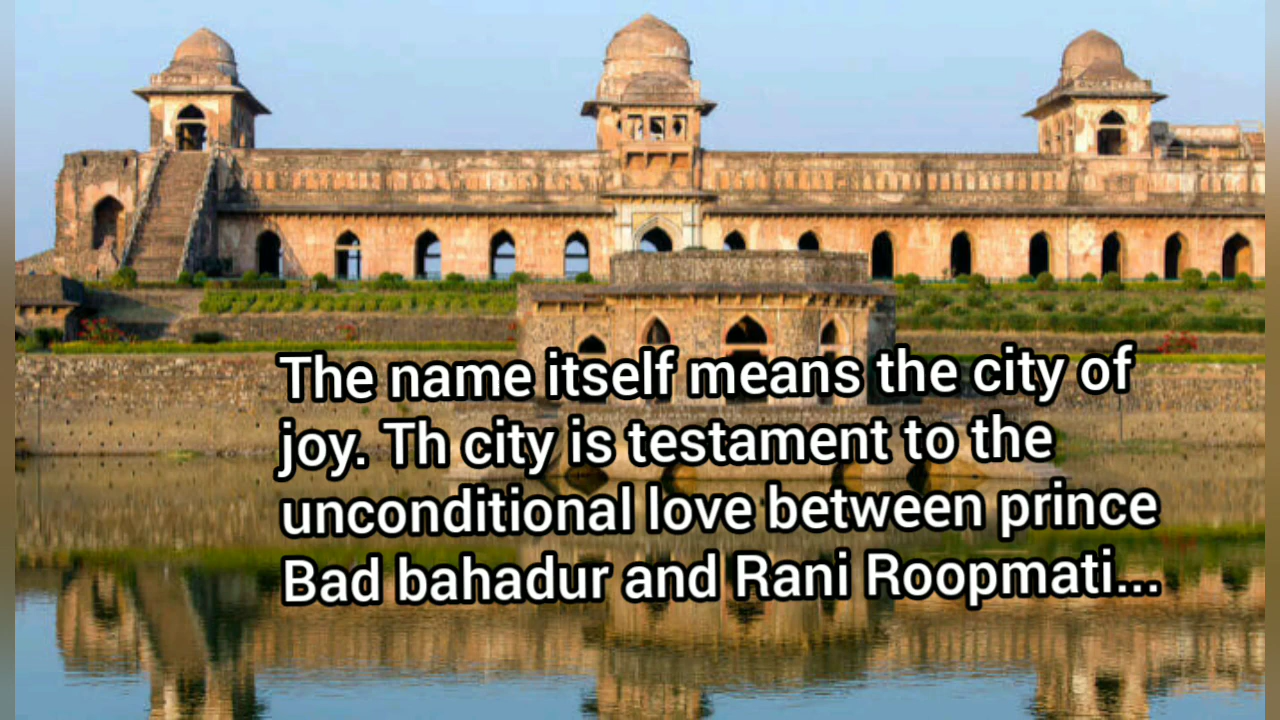 The name itself means the city of
joy. Th city is testament to the
unconditional love between prince
Bad bahadur and Rani Roopmati...